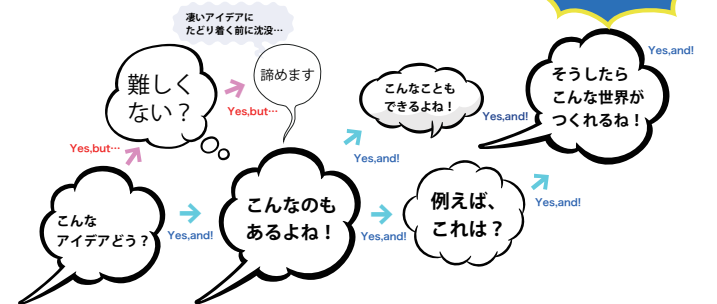 凄いアイデアに
たどり着く前に沈没…
難しく
ない？
諦めます
Yes,but…
Yes,but…
こんなことも
できるよね！
Yes,and!
そうしたら
こんな世界が
つくれるね！
Yes,and!
Yes,and!
こんな
アイデアどう？
Yes,and!
こんなのも
あるよね！
Yes,and!
例えば、
これは？
Yes,and!